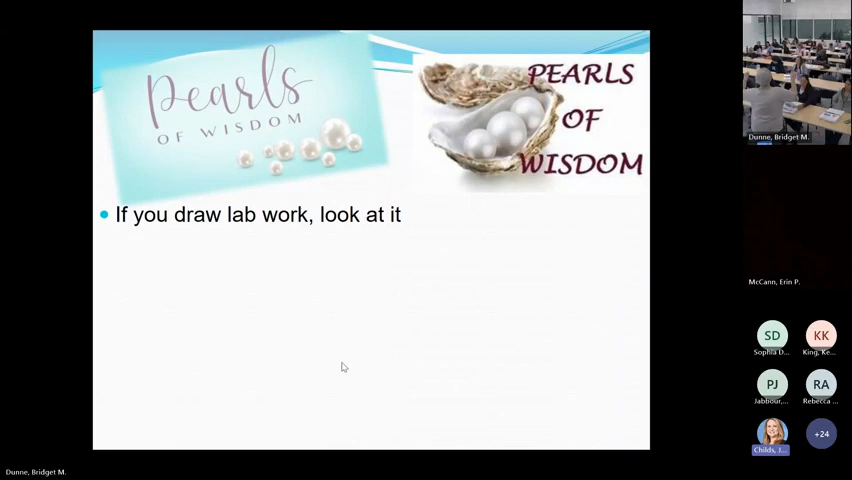 Pearls
OF WISDOM
PEARLS
OF
WISDOM
If you draw lab work, look at it
Dunne, Bridget M.
McCann, Erin P.
SD
KK
Sophia D...
King, Ke...
PJ
RA
Jabbour,...
Rebecca ...
+24
Childs, J...
Dunne, Bridget M.